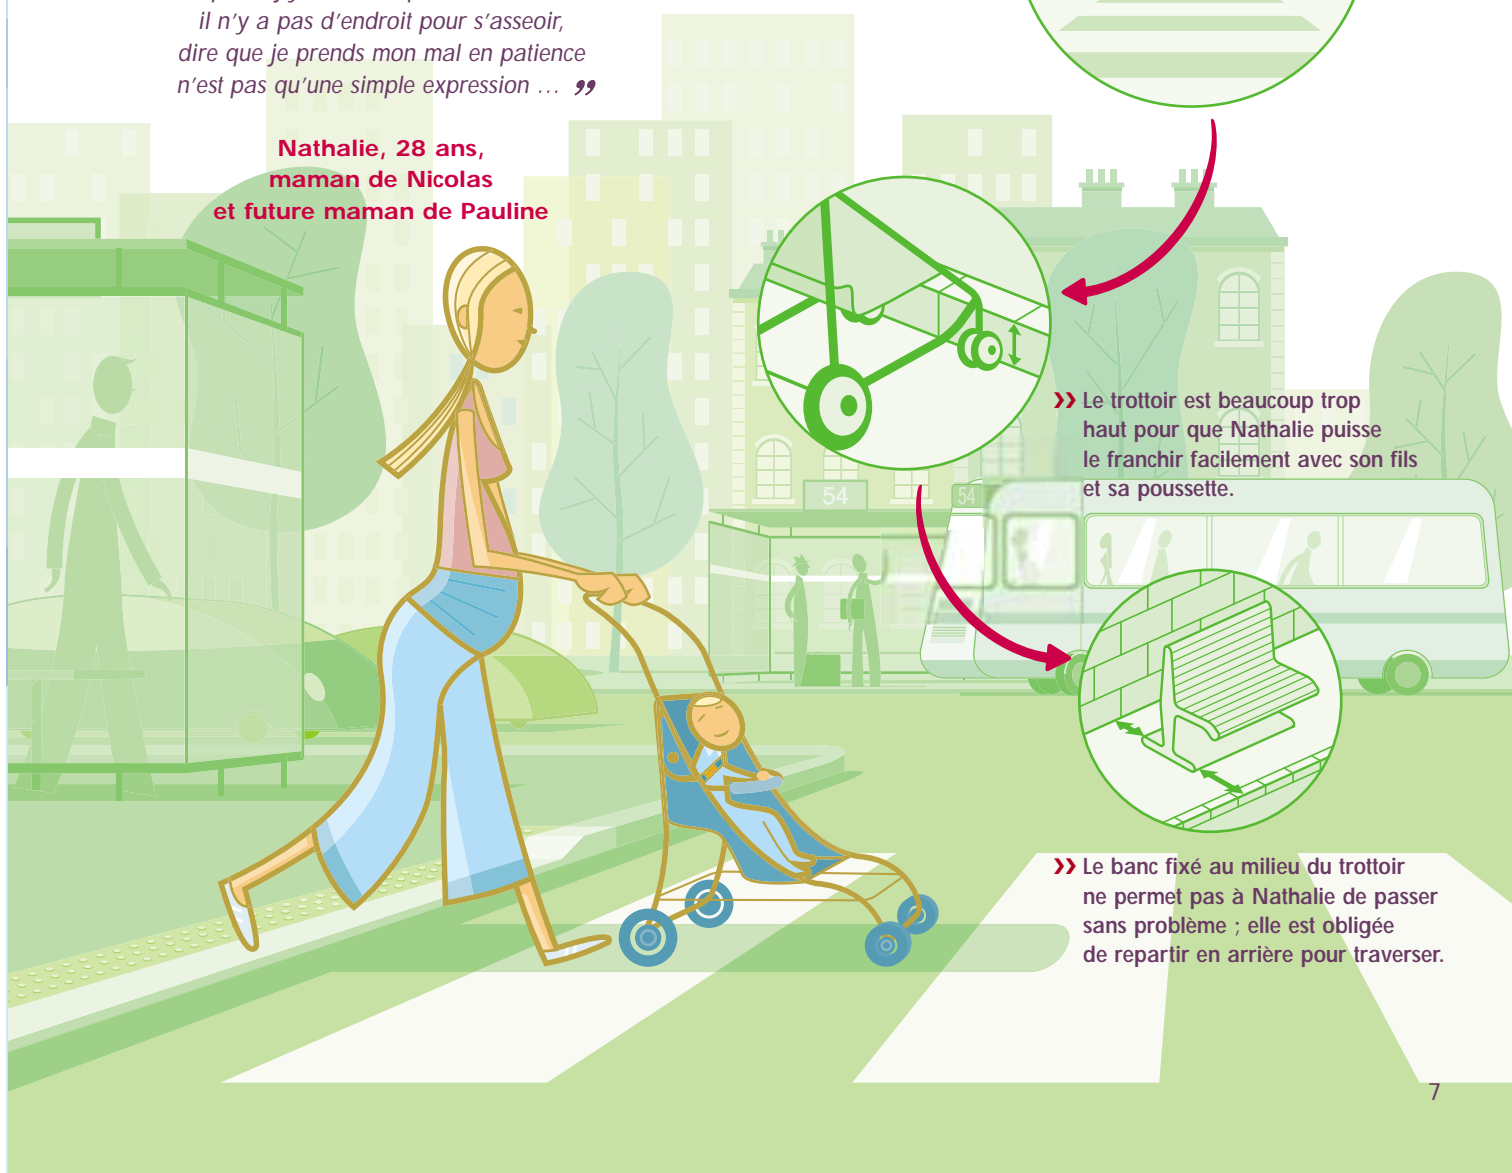 il n’y a pas d’endroit pour s’asseoir,
dire que je prends mon mal en patience
n’est pas qu’une simple expression … ”
Nathalie, 28 ans,
maman de Nicolas
et future maman de Pauline
›› Le trottoir est beaucoup trop
haut pour que Nathalie puisse
le franchir facilement avec son fils
et sa poussette.
54
54
›› Le banc fixé au milieu du trottoir
ne permet pas à Nathalie de passer
sans problème ; elle est obligée
de repartir en arrière pour traverser.
7